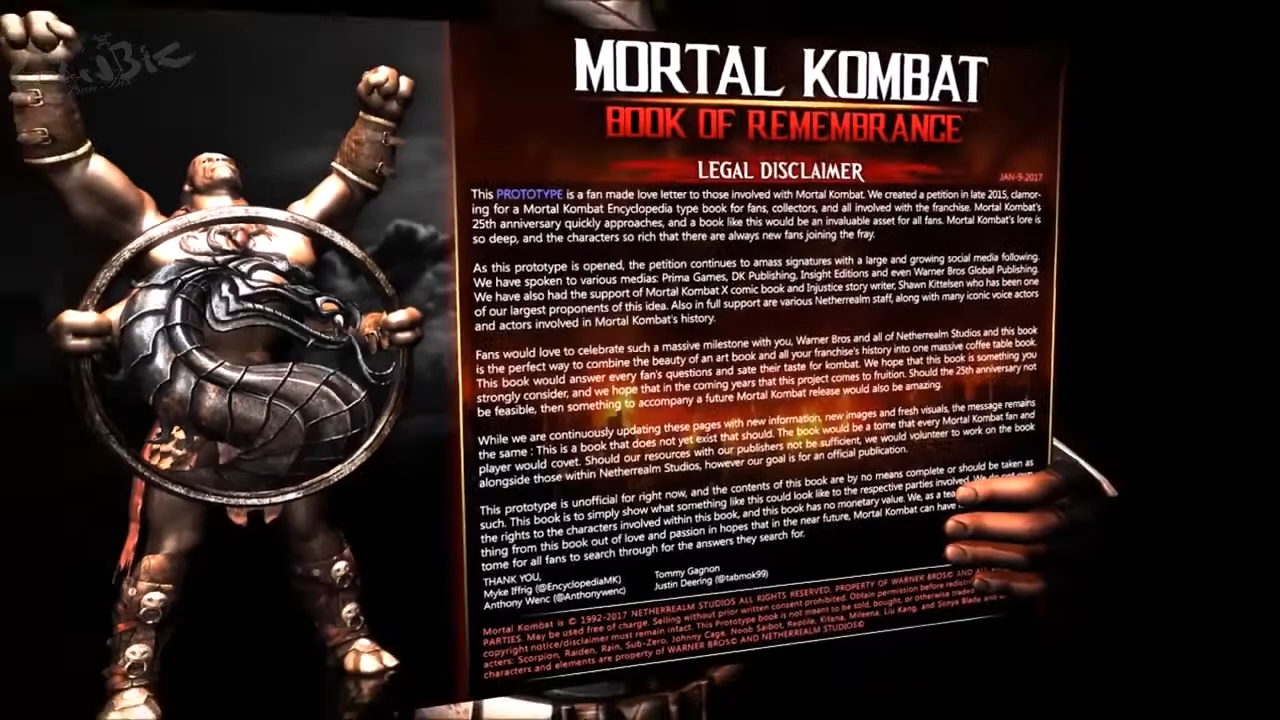 MORTAL KOMBAT
BOOK OF REMEMBRANCE
LEGAL DISCLAIMER
JAN-9-2017
This PROTOTYPE is a fan made love letter to those involved with Mortal Kombat. We created a petition in late 2015, clamor-
ing for a Mortal Kombat Encyclopedia type book for fans, collectors, and all involved with the franchise. Mortal Kombat's
25th anniversary quickly approaches, and a book like this would be an invaluable asset for all fans. Mortal Kombat's lore is
so deep, and the characters so rich that there are always new fans joining the fray.
As this prototype is opened, the petition continues to amass signatures with a large and growing social media following.
We have spoken to various medias: Prima Games, DK Publishing, Insight Editions and even Warner Bros Global Publishing.
We have also had the support of Mortal Kombat X comic book and Injustice story writer, Shawn Kittelsen who has been one
of our largest proponents of this idea. Also in full support are various Netherrealm staff, along with many iconic voice actors
and actors involved in Mortal Kombat's history.
Fans would love to celebrate such a massive milestone with you, Warner Bros and all of Netherrealm Studios and this book
is the perfect way to combine the beauty of an art book and all your franchise's history into one massive coffee table book.
This book would answer every fan's questions and sate their taste for kombat. We hope that this book is something you
strongly consider, and we hope that in the coming years that this project comes to fruition. Should the 25th anniversary not
be feasible, then something to accompany a future Mortal Kombat release would also be amazing.
While we are continuously updating these pages with new information, new images and fresh visuals, the message remains
the same : This is a book that does not yet exist that should. The book would be a tome that every Mortal Kombat fan and
player would covet. Should our resources with our publishers not be sufficient, we would volunteer to work on the book
alongside those within Netherrealm Studios, however our goal is for an official publication.
This prototype is unofficial for right now, and the contents of this book are by no means complete or should be taken as
such. This book is to simply show what something like this could look like to the respective parties involved. We do not
the rights to the characters involved within this book, and this book has no monetary value. We, as a
thing from this book out of love and passion in hopes that in the near future, Mortal Kombat can have
tome for all fans to search through for the answers they search for.
THANK YOU,
Myke Iffrig (@EncyclopediaMK) Tommy Gagnon
Anthony Wenc (@Anthonywenc) Justin Deering (@tabmok99)
Mortal Kombat is © 1992-2017 NETHERREALM STUDIOS ALL RIGHTS RESERVED, PROPERTY OF WARNER BROS© AND
PARTIES. May be used free of charge. Selling without prior written consent prohibited. Obtain permission before
copyright notice/disclaimer must remain intact. This Prototype book is not meant to be sold, bought, or otherwise traded
acters: Scorpion, Raiden, Rain, Sub-Zero, Johnny Cage, Noob Saibot, Reptile, Kitana, Mileena, Liu Kang, and Sonya Blade and
characters and elements are property of WARNER BROS© AND NETHERREALM STUDIOS©